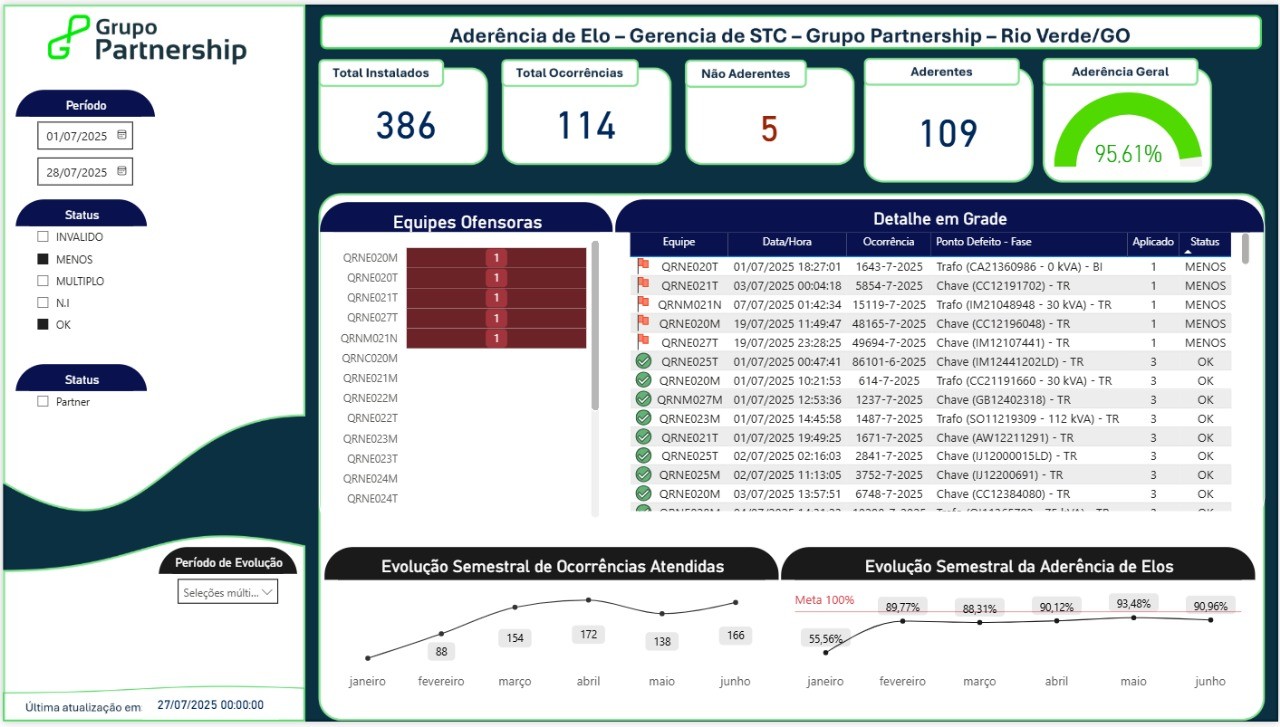 Grupo
Partnership
Aderência de Elo – Gerencia de STC – Grupo Partnership – Rio Verde/GO
Total Instalados
386
Total Ocorrências
114
Não Aderentes
5
Aderentes
109
Aderência Geral
95.61%
Período
01/07/2025
28/07/2025
Status
INVALIDO
MENOS
MULTIPLO
N.I
OK
Status
Partner
Período de Evolução
Seleções múlti...
Última atualização em 27/07/2025 00:00:00
Equipes Ofensoras
QRNE020M 1
QRNE020T 1
QRNE021T 1
QRNE027T 1
QRNM021N 1
QRNC020M
QRNE021M
QRNE022M
QRNE022T
QRNE023M
QRNE023T
QRNE024M
QRNE024T
Detalhe em Grade
Equipe Data/Hora Ocorrência Ponto Defeito - Fase Aplicado Status
QRNE020T 01/07/2025 18:27:01 1643-7-2025 Trafo (CA21360986 - 0 kVA) - BI 1 MENOS
QRNE021T 03/07/2025 00:04:18 5854-7-2025 Chave (CC12191702) - TR 1 MENOS
QRNM021N 07/07/2025 01:42:34 15119-7-2025 Trafo (IM21048948 - 30 kVA) - TR 1 MENOS
QRNE020M 19/07/2025 11:49:47 48165-7-2025 Chave (CC12196048) - TR 1 MENOS
QRNE027T 19/07/2025 23:28:25 49694-7-2025 Chave (IM12107441) - TR 1 MENOS
QRNE025T 01/07/2025 00:47:41 86101-6-2025 Chave (IM12441202LD) - TR 3 OK
QRNE020M 01/07/2025 10:21:53 614-7-2025 Trafo (CC21191660 - 30 kVA) - TR 3 OK
QRNM027M 01/07/2025 12:53:36 1237-7-2025 Chave (GB12402318) - TR 3 OK
QRNE023M 01/07/2025 14:45:58 1487-7-2025 Trafo (SO11219309 - 112 kVA) - TR 3 OK
QRNE021T 01/07/2025 19:49:25 1671-7-2025 Chave (AW12211291) - TR 3 OK
QRNE025T 02/07/2025 02:16:03 2841-7-2025 Chave (IJ12000015LD) - TR 3 OK
QRNE025M 02/07/2025 11:13:05 3752-7-2025 Chave (IJ12200691) - TR 3 OK
QRNE020M 03/07/2025 13:57:51 6748-7-2025 Chave (CC12384080) - TR 3 OK
Evolução Semestral de Ocorrências Atendidas
88 154 172 138 166
janeiro fevereiro março abril maio junho
Evolução Semestral da Aderência de Elos
Meta 100%
55,56% 89,77% 88,31% 90,12% 93,48% 90,96%
janeiro fevereiro março abril maio junho